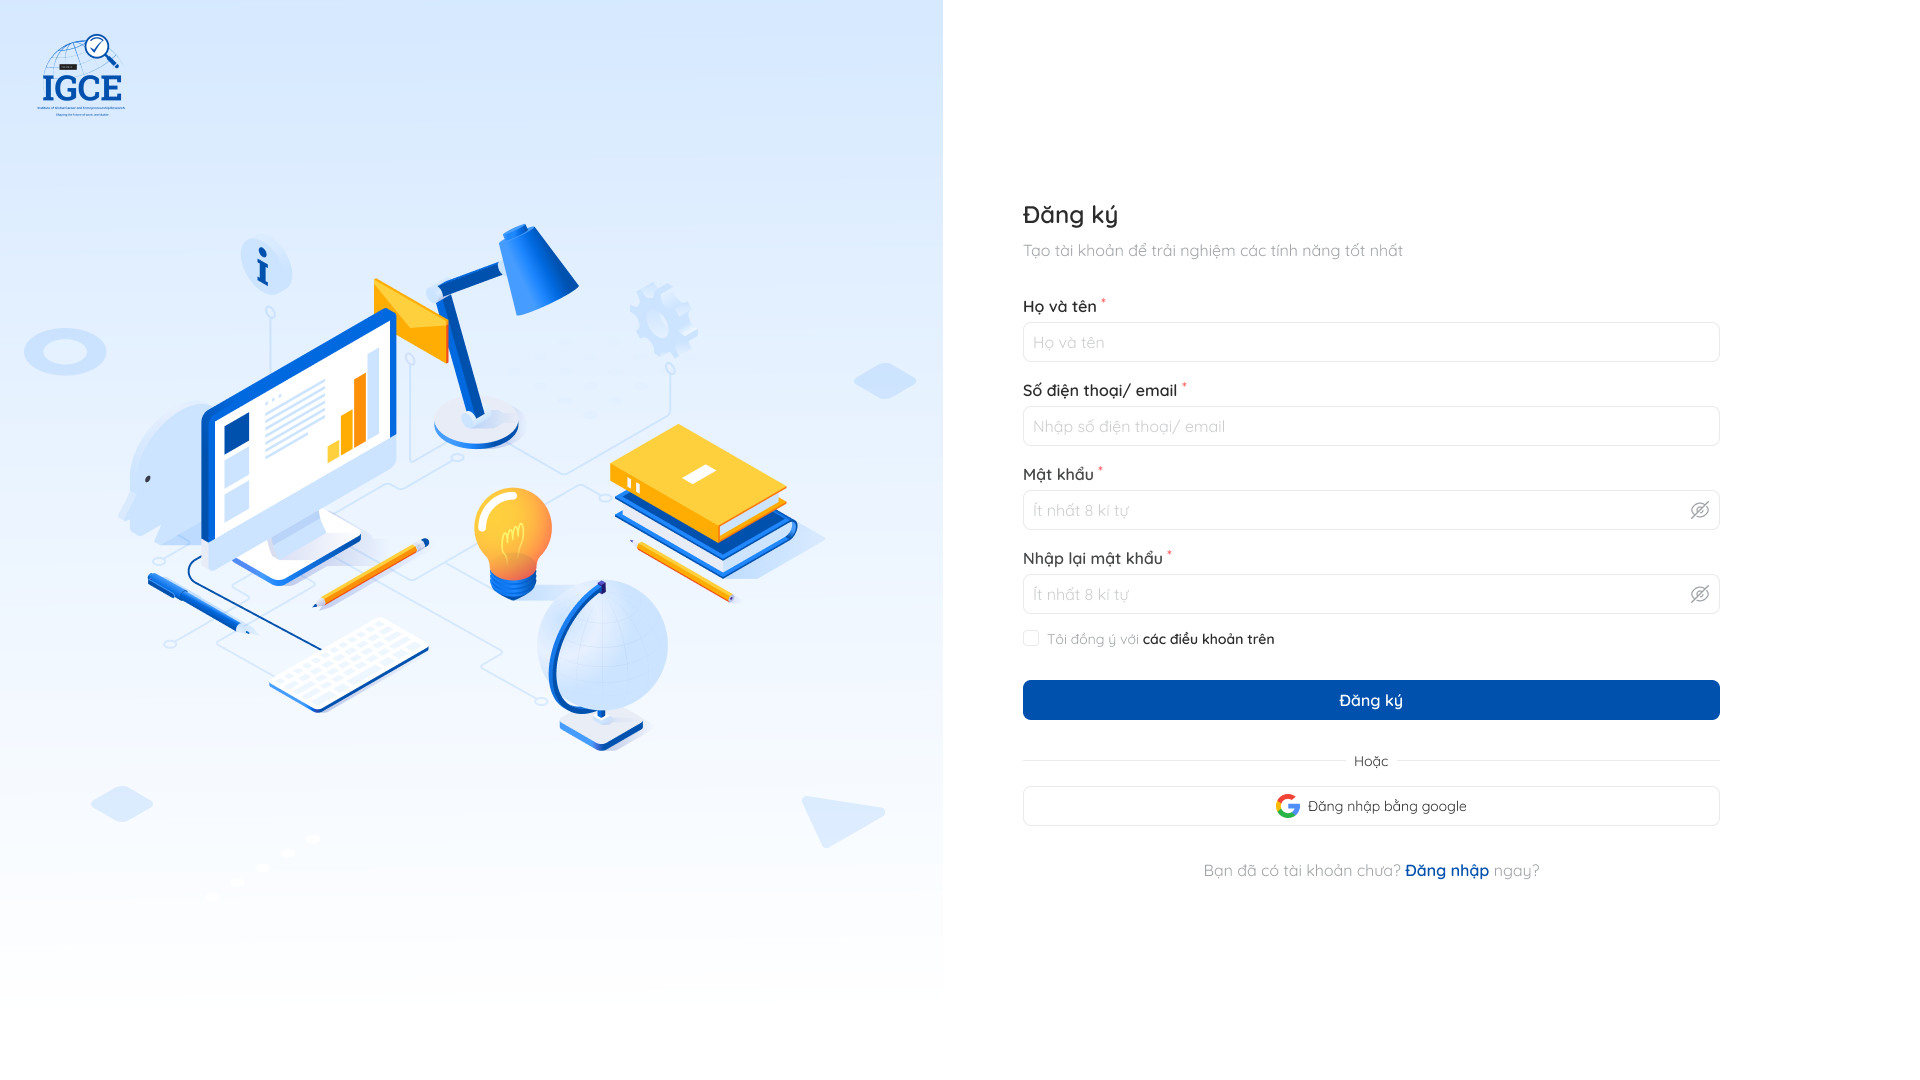 IGCE
Đăng ký
Tạo tài khoản để trải nghiệm các tính năng tốt nhất
Họ và tên *
Họ và tên
Số điện thoại/ email *
Nhập số điện thoại/ email
Mật khẩu *
Ít nhất 8 kí tự
Nhập lại mật khẩu *
Ít nhất 8 kí tự
Tôi đồng ý với các điều khoản trên
Đăng ký
Hoặc
Đăng nhập bằng google
Bạn đã có tài khoản chưa? Đăng nhập ngay?